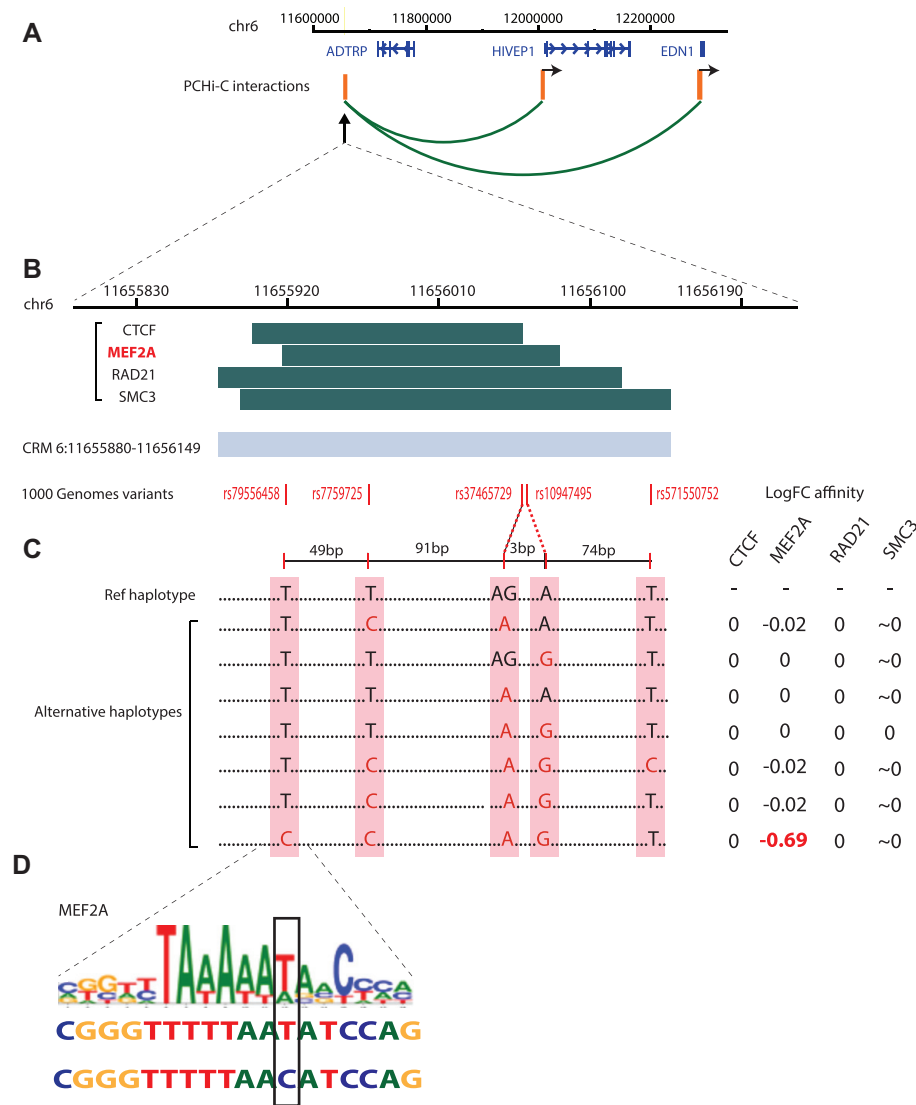 A
chr6
11600000 11800000 12000000 12200000
ADTRP HIVEP1 EDN1
PCHi-C interactions
B
chr6
11655830 11655920 11656010 11656100 11656190
CTCF
MEF2A
RAD21
SMC3
CRM 6:11655880-11656149
1000 Genomes variants rs79556458 rs7759725 rs37465729 rs10947495 rs571550752
LogFC affinity
CTCF MEF2A RAD21 SMC3
C
49bp 91bp 3bp 74bp
Ref haplotype T T AG A T - - - -
T C A A T 0 -0.02 0 ~0
T T AG G T 0 0 0 ~0
T T A A T 0 0 0 ~0
Alternative haplotypes
T T A G T 0 0 0 0
T C A G C 0 -0.02 0 ~0
T C A G T 0 -0.02 0 ~0
C C A G T 0 -0.69 0 ~0
D
MEF2A
CGGGTTTTTAATATCCAG
CGGGTTTTTAACATCCAG